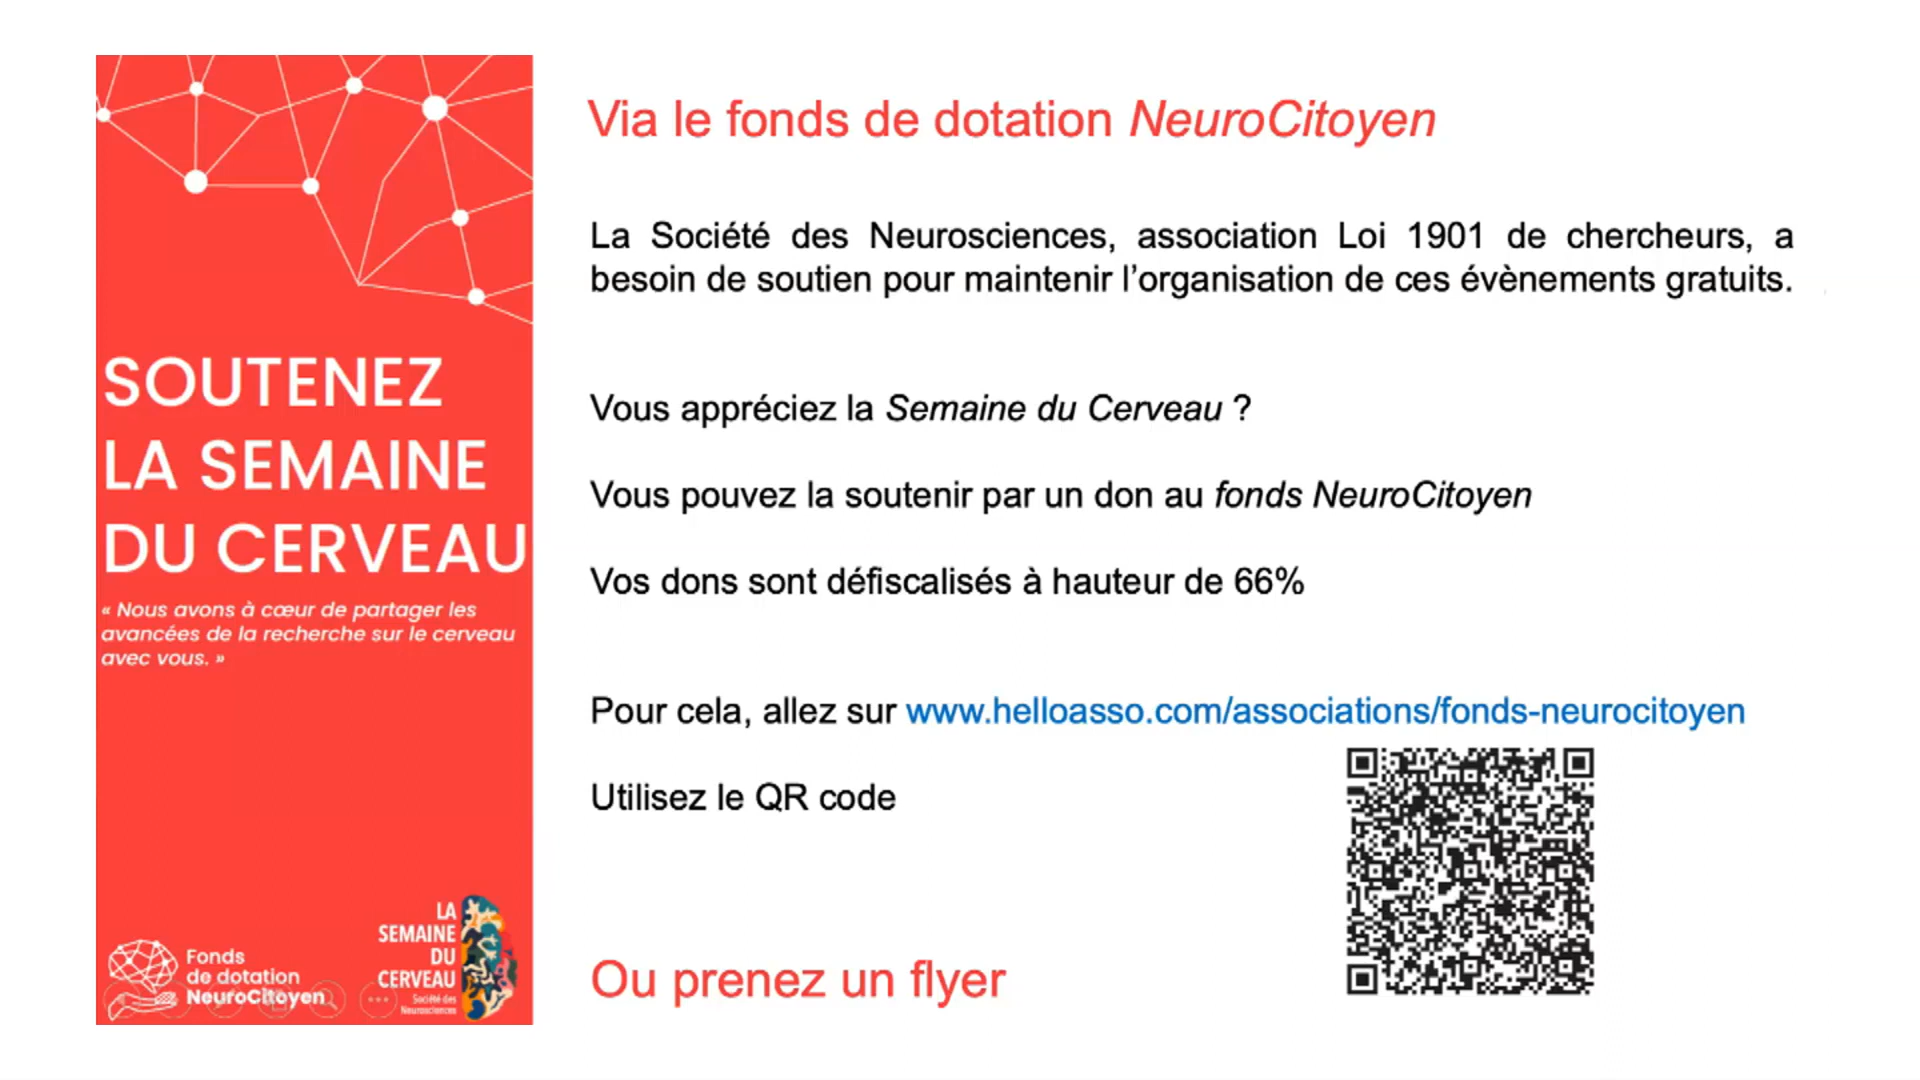 SOUTENEZ
LA SEMAINE
DU CERVEAU
« Nous avons à cœur de partager les
avancées de la recherche sur le cerveau
avec vous. »
Fonds
de dotation
NeuroCitoyen
LA
SEMAINE
DU
CERVEAU
Société des
Neurosciences
Via le fonds de dotation NeuroCitoyen
La Société des Neurosciences, association Loi 1901 de chercheurs, a
besoin de soutien pour maintenir l’organisation de ces évènements gratuits.
Vous appréciez la Semaine du Cerveau ?
Vous pouvez la soutenir par un don au fonds NeuroCitoyen
Vos dons sont défiscalisés à hauteur de 66%
Pour cela, allez sur www.helloasso.com/associations/fonds-neurocitoyen
Utilisez le QR code
Ou prenez un flyer